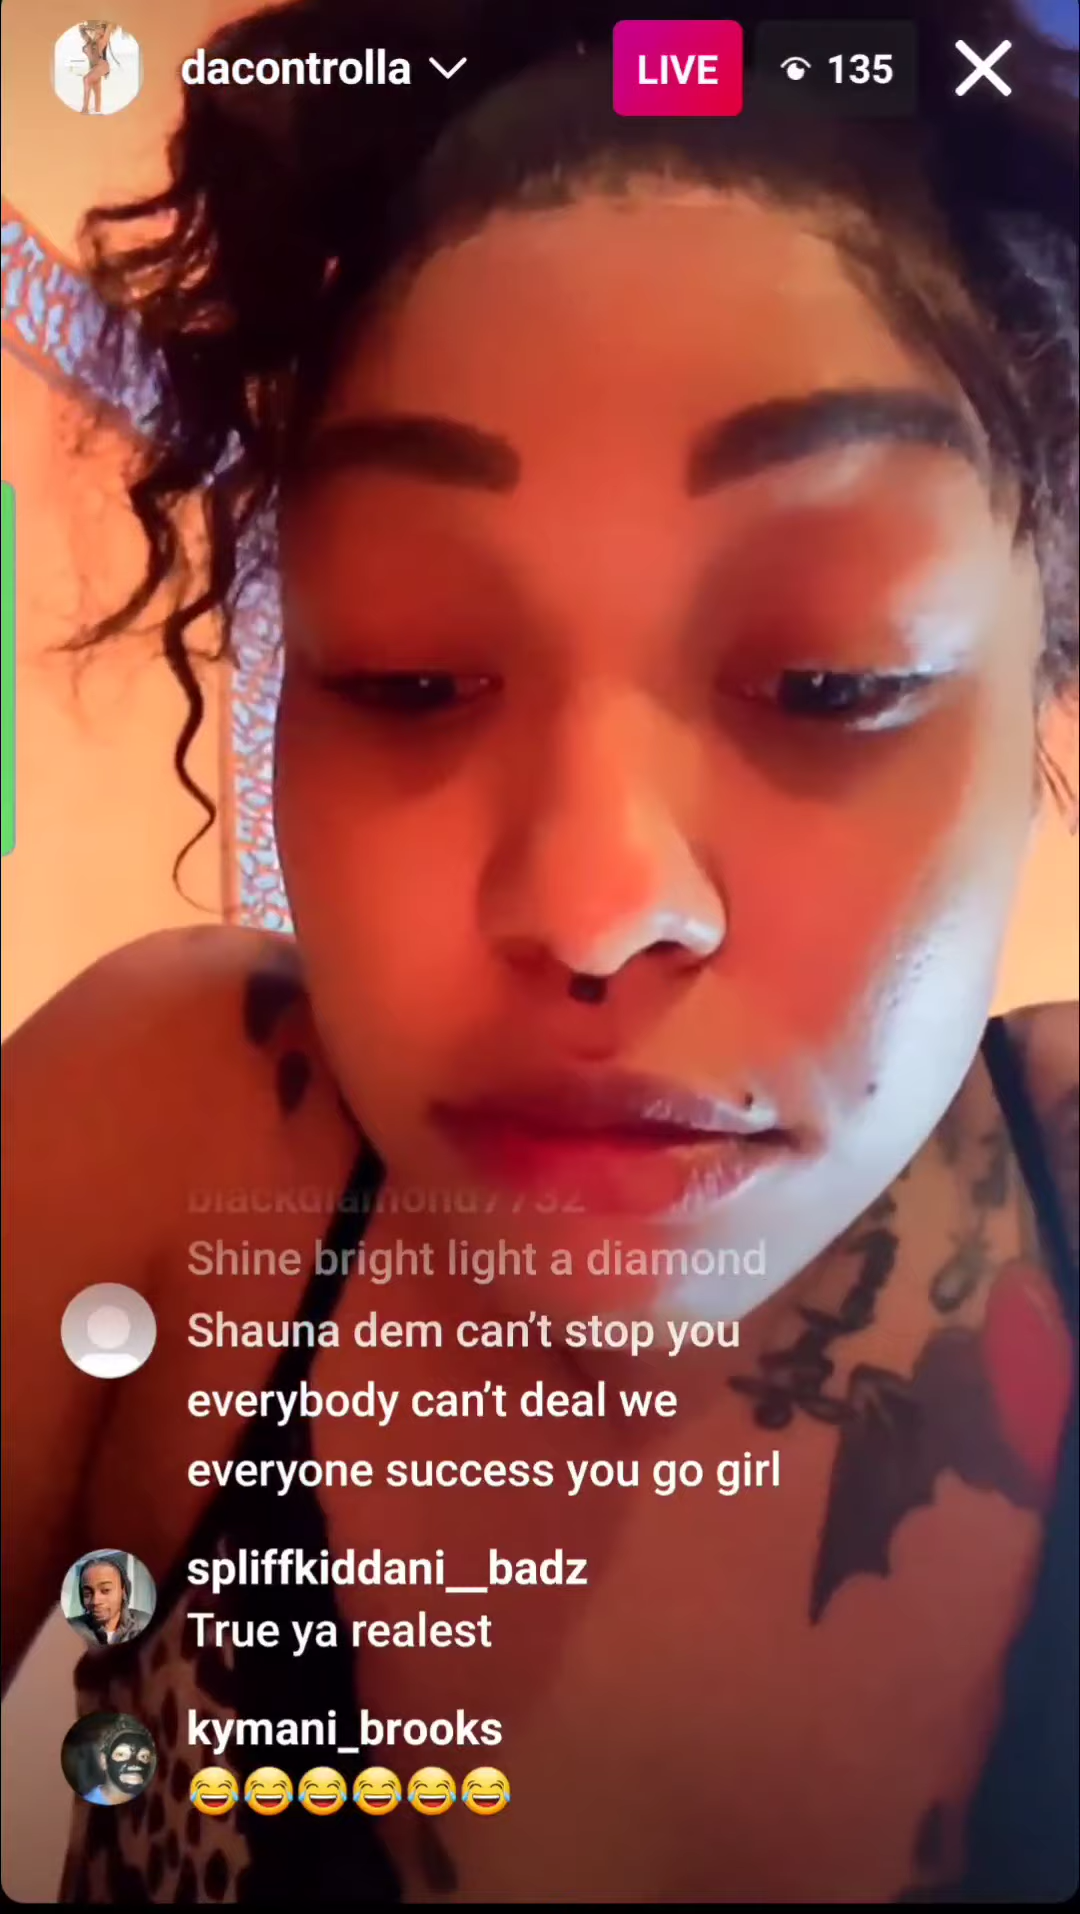 dacontrolla
LIVE
135
blackdiamond7732
Shine bright light a diamond
Shauna dem can't stop you
everybody can't deal we
everyone success you go girl
spliffkiddani__badz
True ya realest
kymani_brooks
😂😂😂😂😂😂